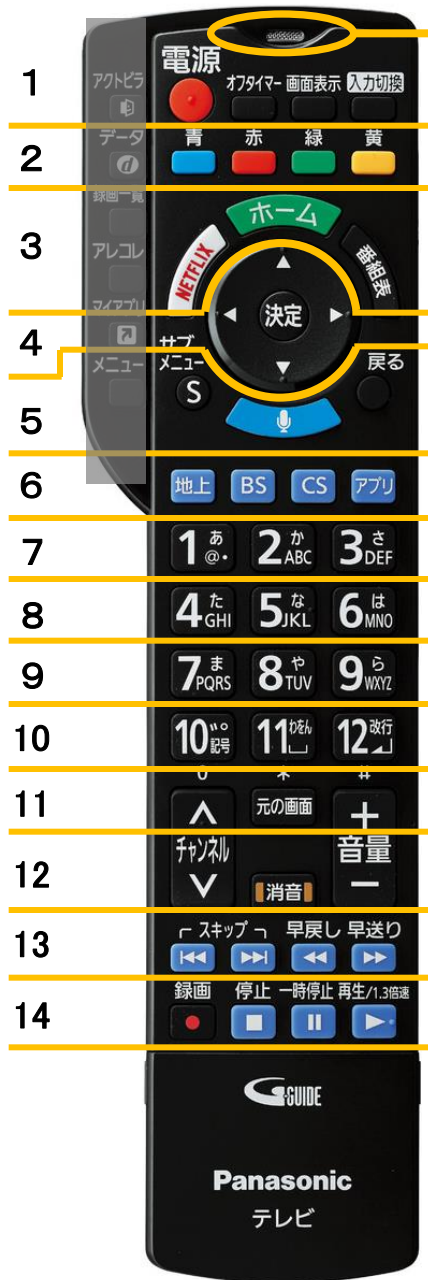 電源
1 アクトビラ オフタイマー 画面表示 入力切換
データ 青 赤 緑 黄
2
録画一覧 ホーム
3 アレコレ NETFLIX 番組表
マイアプリ
4 決定
サブ
メニュー メニュー 戻る
S
5
6 地上 BS CS アプリ
7 1 あ @. 2 か ABC 3 さ DEF
8 4 た GHI 5 な JKL 6 は MNO
9 7 ま PQRS 8 や TUV 9 ら WXYZ
10 10 ゛゜ 記号 11 わをん 12 改行
0 * #
11 元の画面 +
12 チャンネル 音量
消音 −
13 スキップ 早戻し 早送り
14 録画 停止 一時停止 再生/1.3倍速
G-GUIDE
Panasonic
テレビ